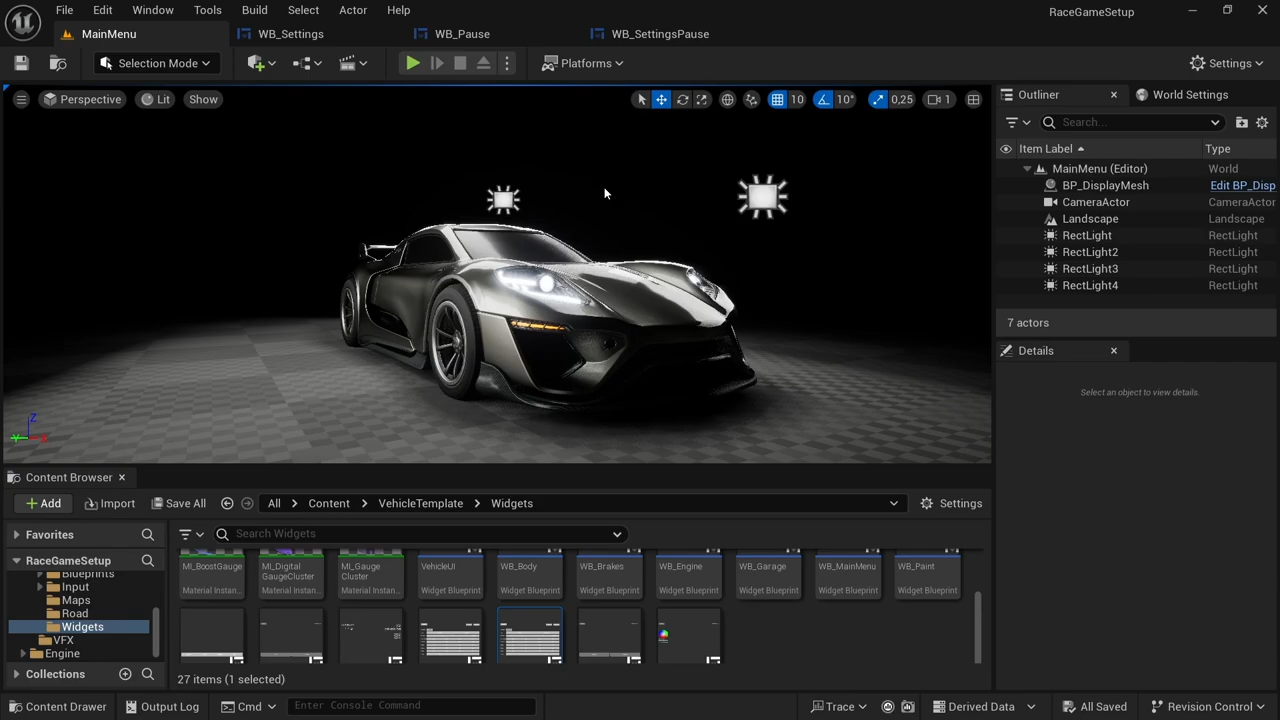 File Edit Window Tools Build Select Actor Help
RaceGameSetup
MainMenu WB_Settings WB_Pause WB_SettingsPause
Selection Mode Platforms Settings
Perspective Lit Show 10 10° 0,25 1
Outliner World Settings
Search...
Item Label Type
MainMenu (Editor) World
BP_DisplayMesh Edit BP_Disp
CameraActor CameraActor
Landscape Landscape
RectLight RectLight
RectLight2 RectLight
RectLight3 RectLight
RectLight4 RectLight
7 actors
Details
Select an object to view details.
Z
Y X
Content Browser
Add Import Save All All Content VehicleTemplate Widgets Settings
Favorites
Search Widgets
RaceGameSetup
Blueprints
Input
Maps
Road
Widgets
VFX
Engine
Collections
MI_BoostGauge MI_Digital GaugeCluster MI_Gauge Cluster VehicleUI WB_Body WB_Brakes WB_Engine WB_Garage WB_MainMenu WB_Paint
Material Instan... Material Instan... Material Instan... Widget Blueprint Widget Blueprint Widget Blueprint Widget Blueprint Widget Blueprint Widget Blueprint Widget Blueprint
27 items (1 selected)
Content Drawer Output Log Cmd Enter Console Command Trace Derived Data All Saved Revision Control